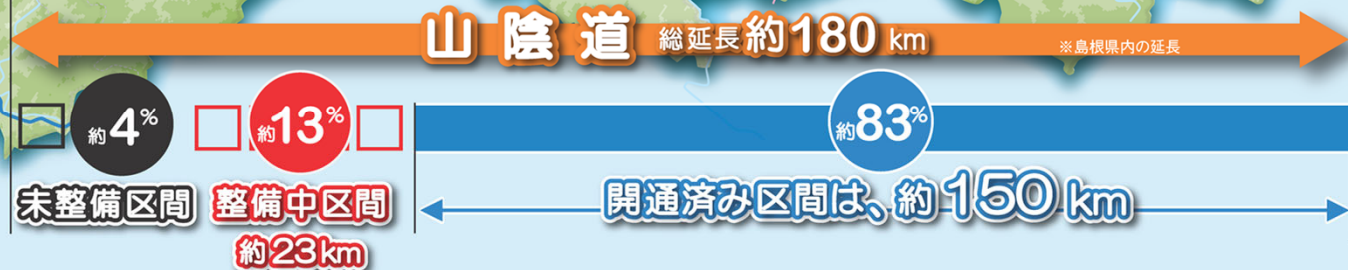 山陰道 総延長約180km
※島根県内の延長
約4%
約13%
約83%
未整備区間
整備中区間
約23km
開通済み区間は、約150km